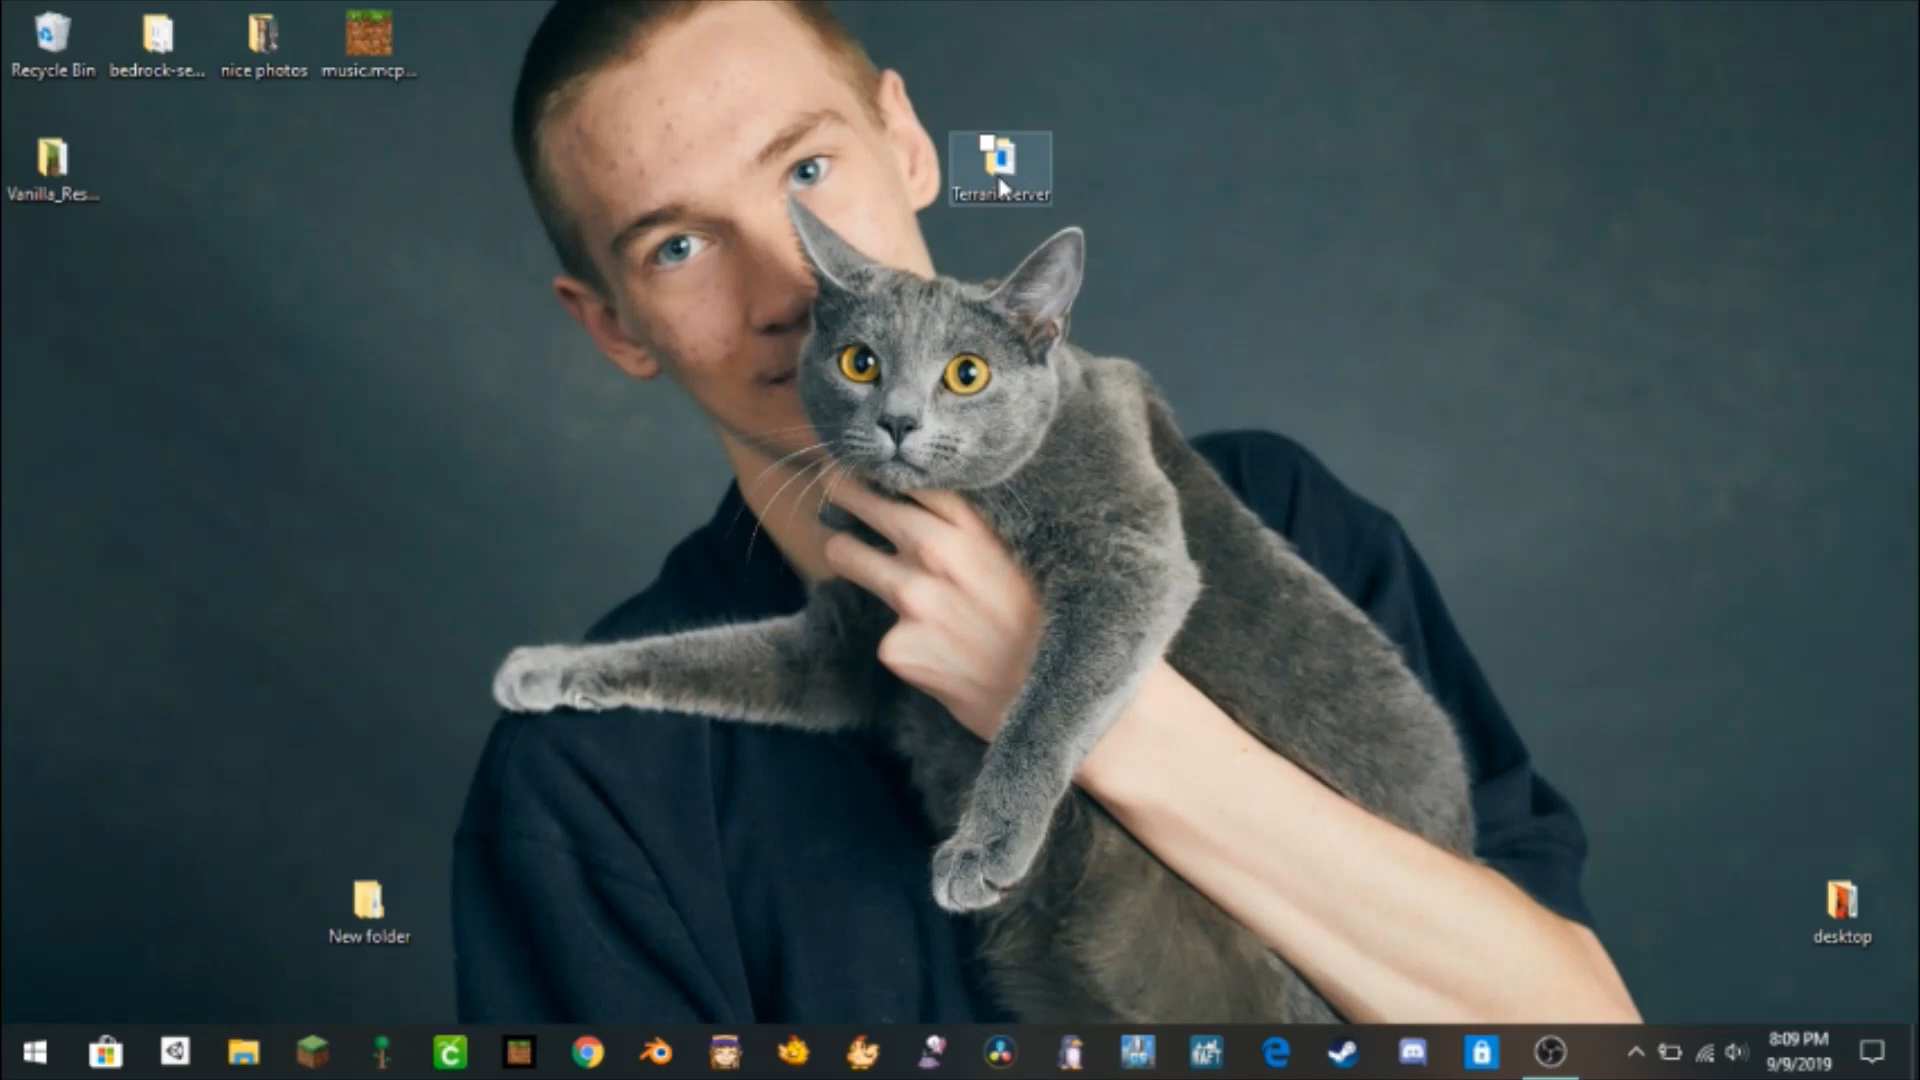 Recycle Bin
bedrock-se...
nice photos
music.mcp...
Vanilla_Res...
New folder
desktop
8:09 PM
9/9/2019